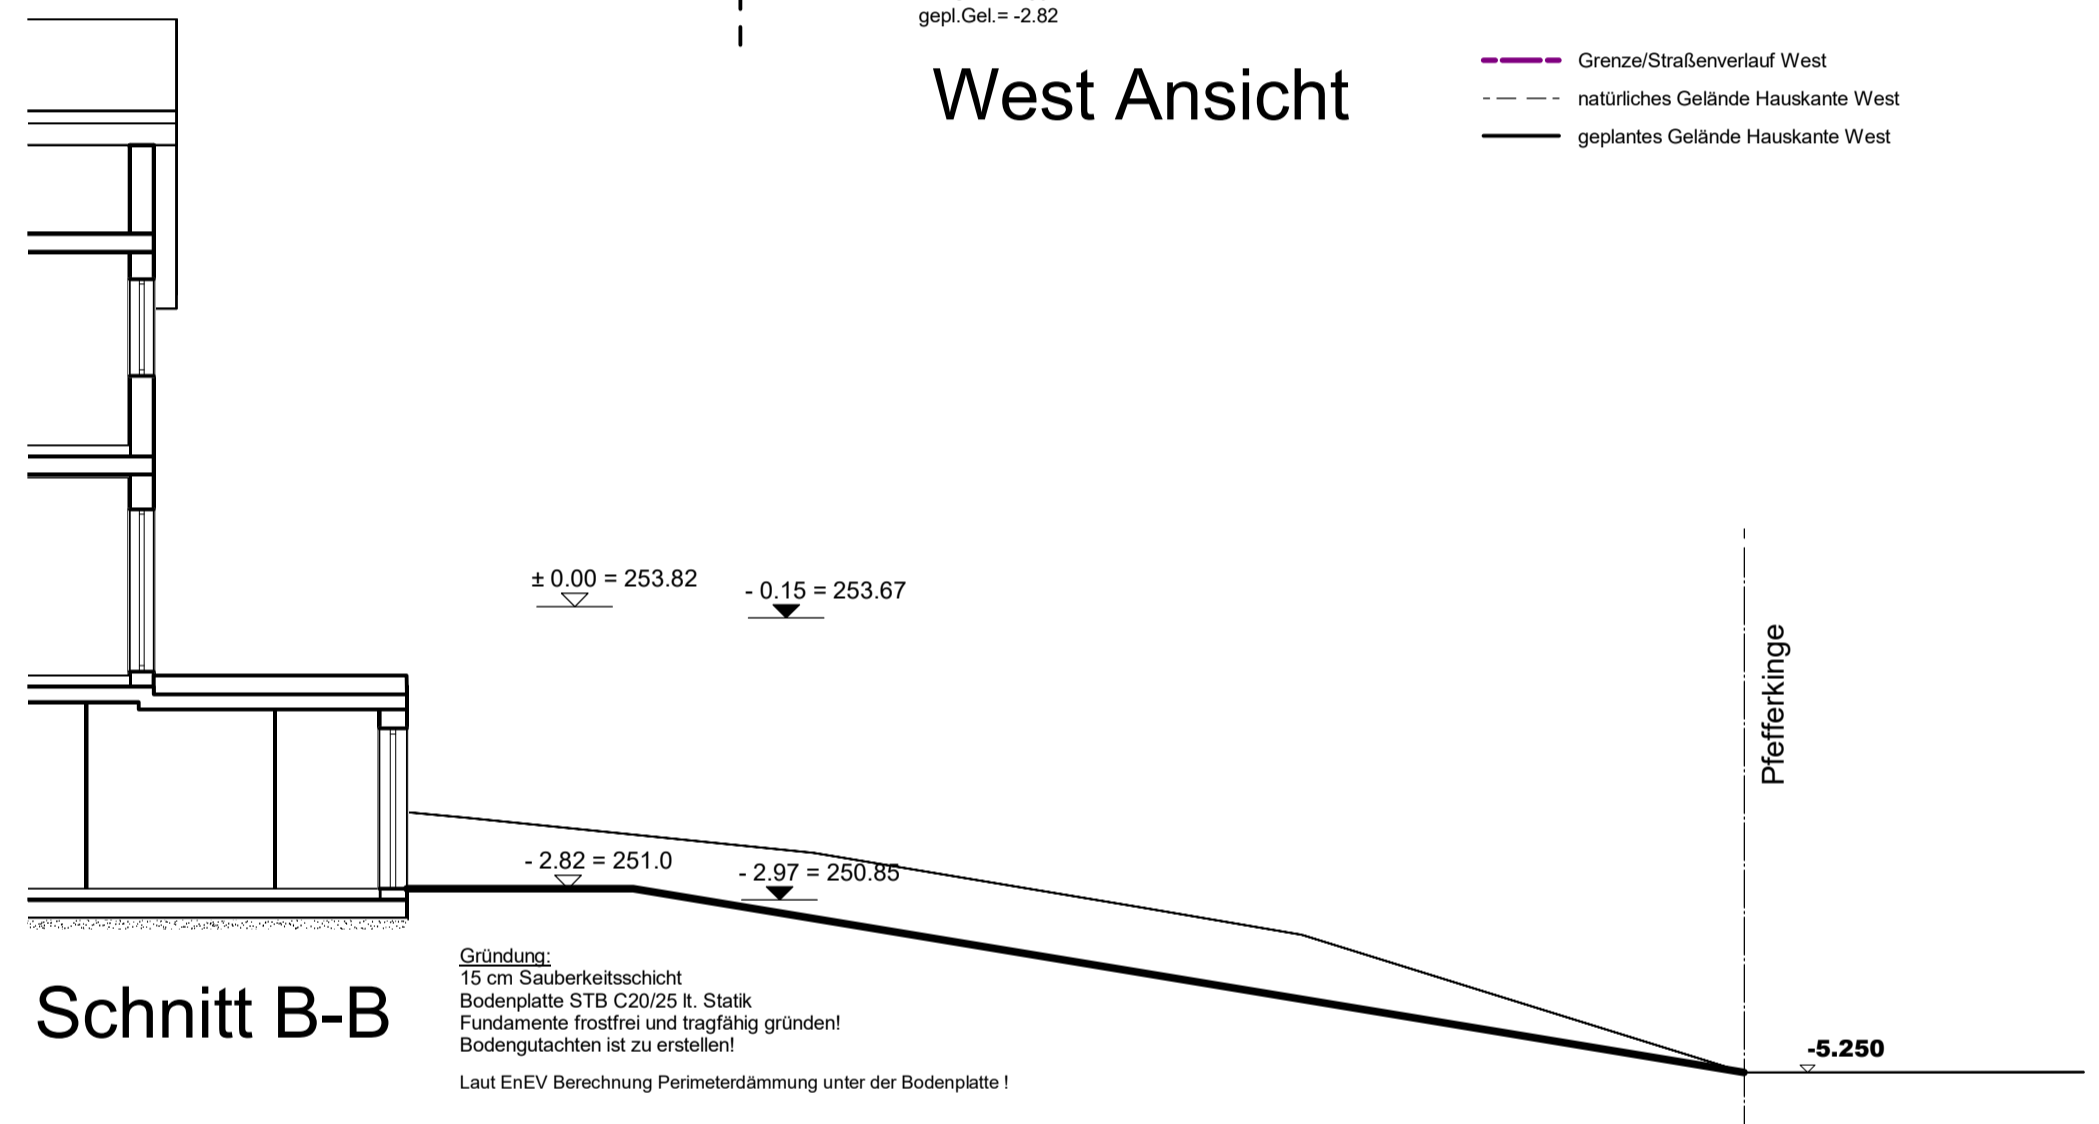 gepl.Gel.= -2.82
West Ansicht
Grenze/Straßenverlauf West
natürliches Gelände Hauskante West
geplantes Gelände Hauskante West
± 0.00 = 253.82
- 0.15 = 253.67
Pfefferkinge
- 2.82 = 251.0
- 2.97 = 250.85
-5.250
Schnitt B-B
Gründung:
15 cm Sauberkeitsschicht
Bodenplatte STB C20/25 lt. Statik
Fundamente frostfrei und tragfähig gründen!
Bodengutachten ist zu erstellen!
Laut EnEV Berechnung Perimeterdämmung unter der Bodenplatte !